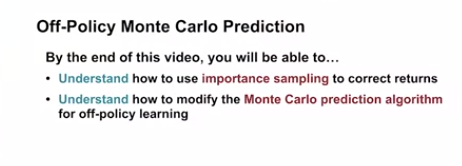 Off-Policy Monte Carlo Prediction
By the end of this video, you will be able to...
• Understand how to use importance sampling to correct returns
• Understand how to modify the Monte Carlo prediction algorithm
for off-policy learning